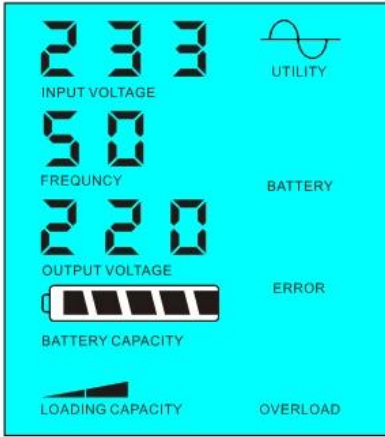 233
UTILITY
INPUT VOLTAGE
50
FREQUNCY
BATTERY
220
OUTPUT VOLTAGE
ERROR
BATTERY CAPACITY
LOADING CAPACITY
OVERLOAD